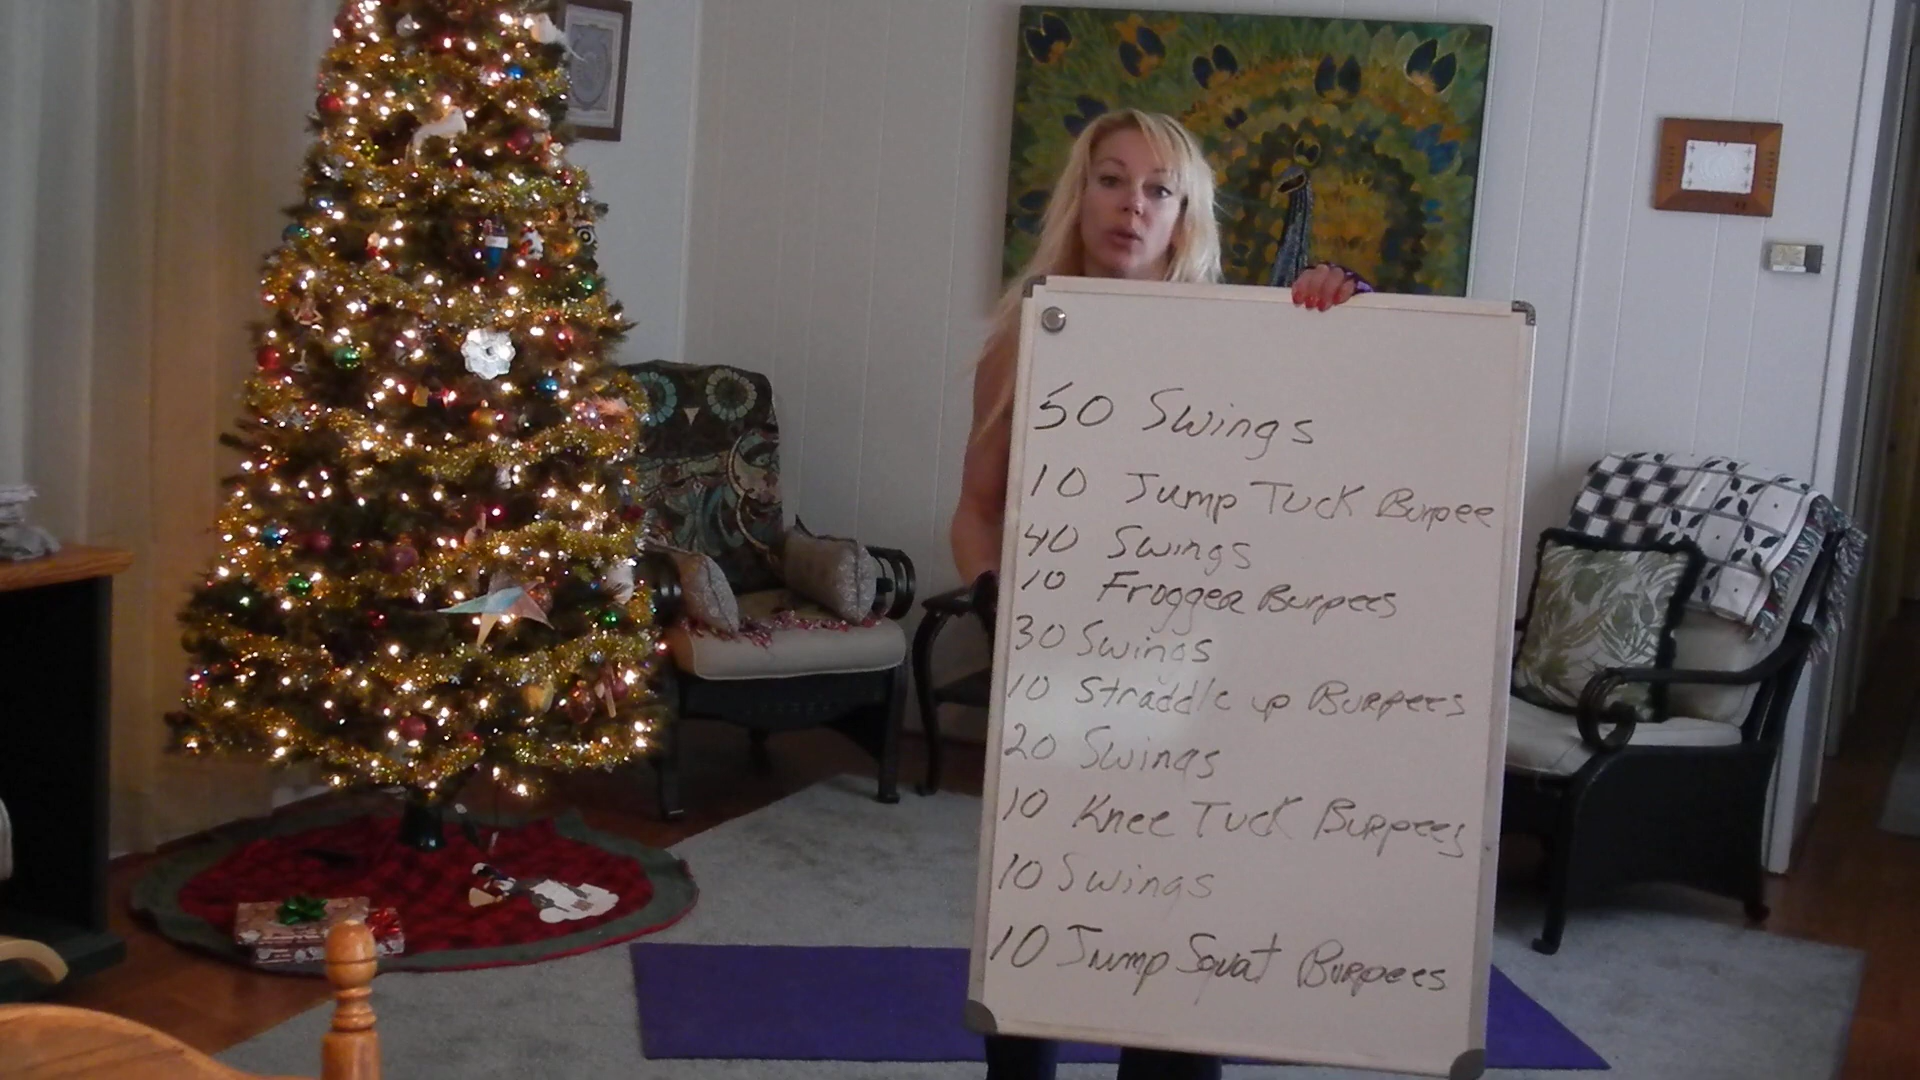 50 Swings
10 Jump Tuck Burpee
40 Swings
10 Frogger Burpees
30 Swings
10 Straddle up Burpees
20 Swings
10 Knee Tuck Burpees
10 Swings
10 Jump Squat Burpees